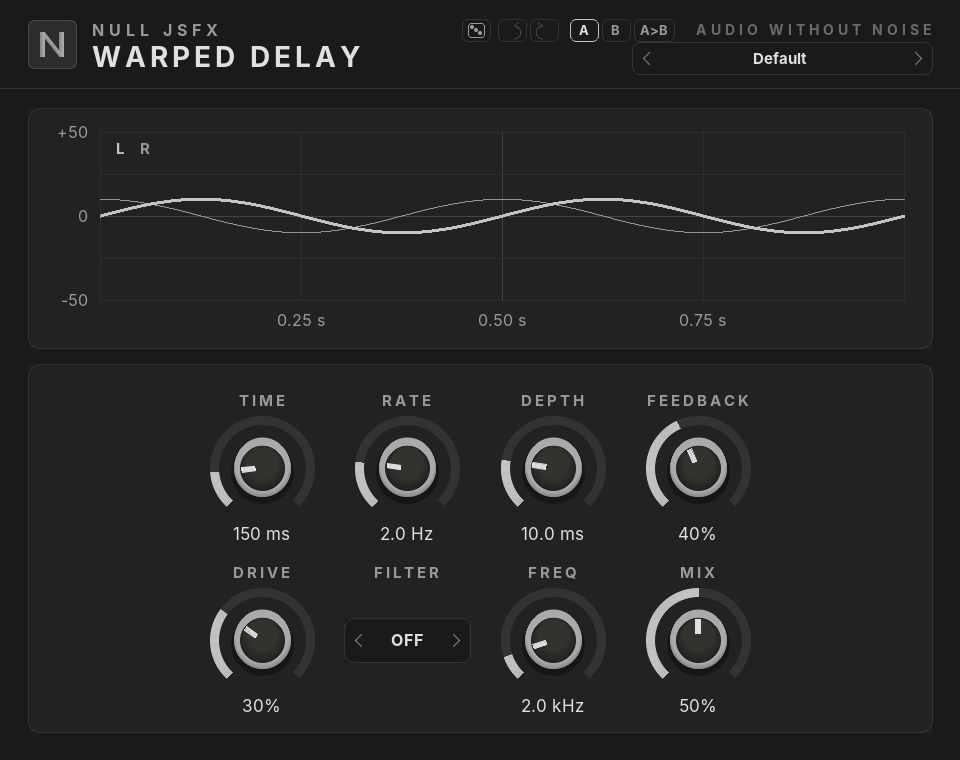 N
NULL JSFX
WARPED DELAY
A B A>B
AUDIO WITHOUT NOISE
Default
+50
L R
0
-50
0.25 s 0.50 s 0.75 s
TIME RATE DEPTH FEEDBACK
150 ms 2.0 Hz 10.0 ms 40%
DRIVE FILTER FREQ MIX
OFF
30% 2.0 kHz 50%